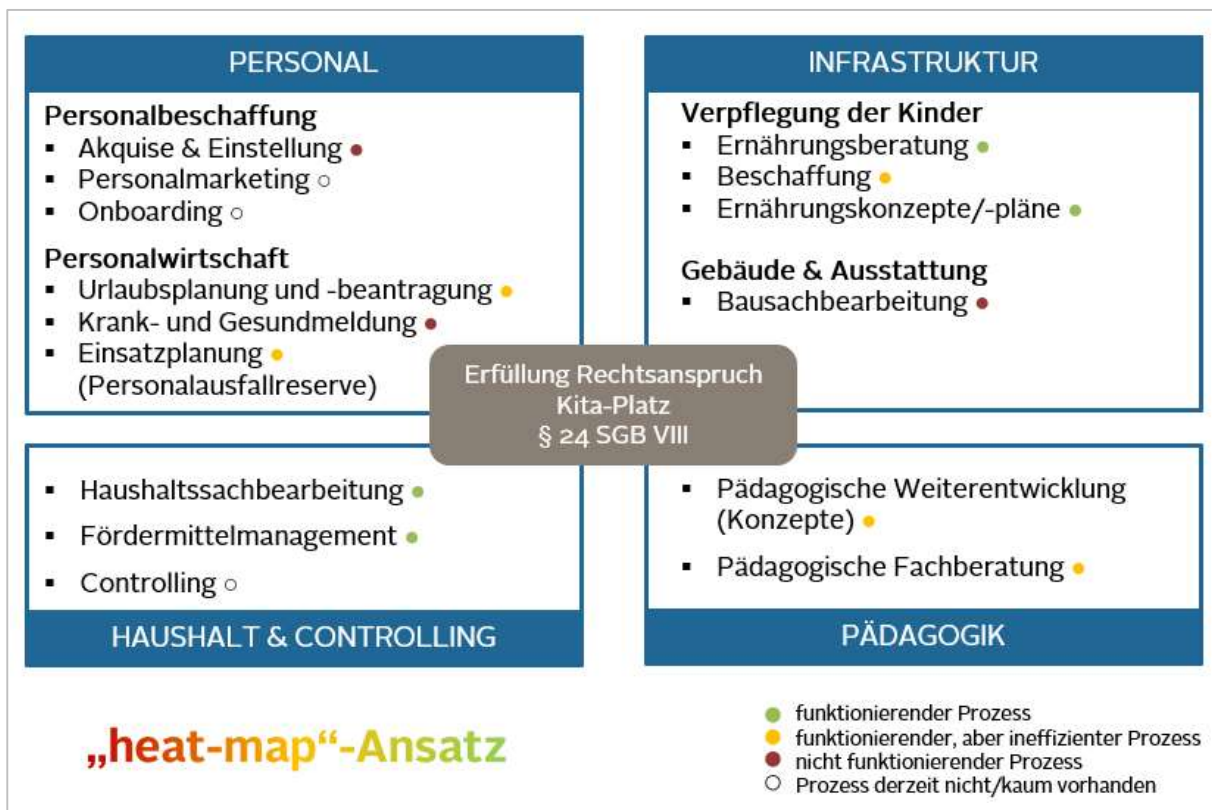 PERSONAL
Personalbeschaffung
▪ Akquise & Einstellung ●
▪ Personalmarketing ○
▪ Onboarding ○
Personalwirtschaft
▪ Urlaubsplanung und -beantragung ●
▪ Krank- und Gesundmeldung ●
▪ Einsatzplanung ●
(Personalausfallreserve)
INFRASTRUKTUR
Verpflegung der Kinder
▪ Ernährungsberatung ●
▪ Beschaffung ●
▪ Ernährungskonzepte/-pläne ●
Gebäude & Ausstattung
▪ Bausachbearbeitung ●
Erfüllung Rechtsanspruch
Kita-Platz
§ 24 SGB VIII
▪ Haushaltssachbearbeitung ●
▪ Fördermittelmanagement ●
▪ Controlling ○
HAUSHALT & CONTROLLING
▪ Pädagogische Weiterentwicklung
(Konzepte) ●
▪ Pädagogische Fachberatung ●
PÄDAGOGIK
„heat-map“-Ansatz
● funktionierender Prozess
● funktionierender, aber ineffizienter Prozess
● nicht funktionierender Prozess
○ Prozess derzeit nicht/kaum vorhanden